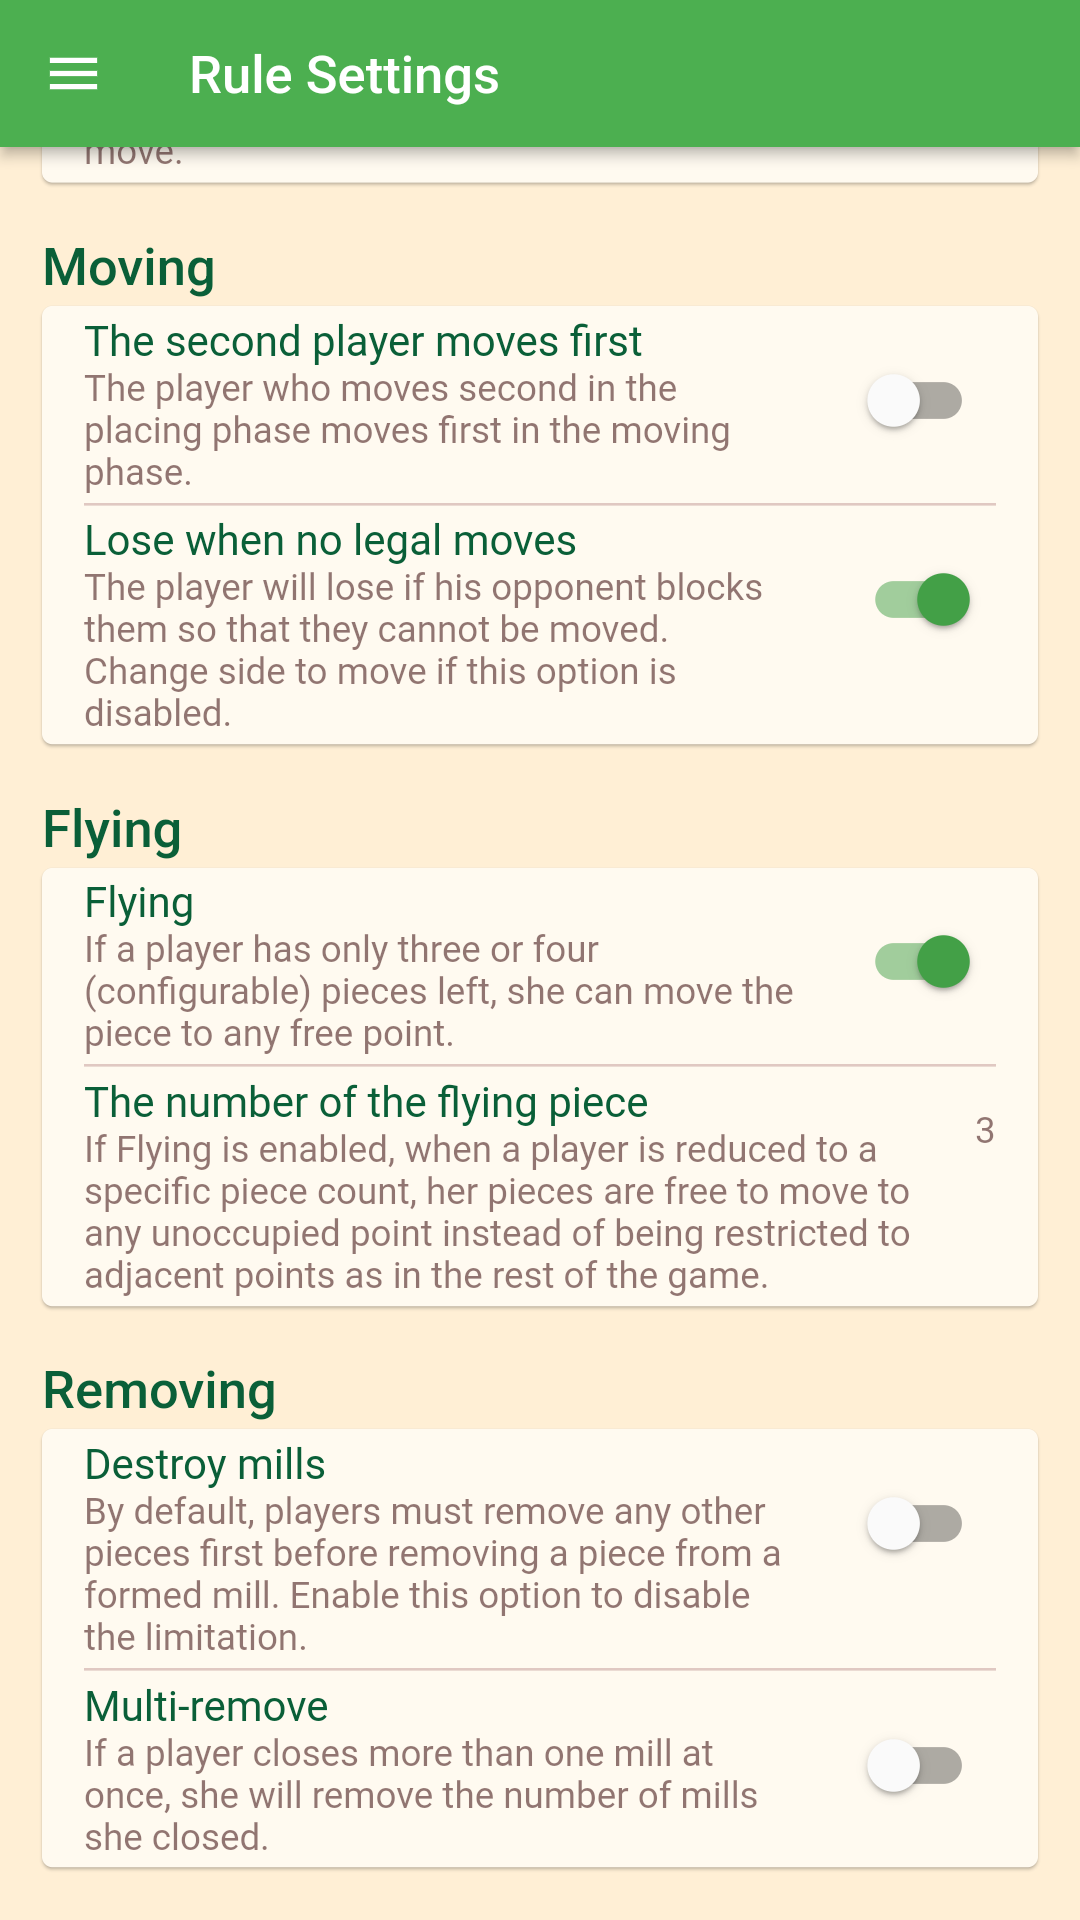 Rule Settings
move.
Moving
The second player moves first
The player who moves second in the
placing phase moves first in the moving
phase.
Lose when no legal moves
The player will lose if his opponent blocks
them so that they cannot be moved.
Change side to move if this option is
disabled.
Flying
Flying
If a player has only three or four
(configurable) pieces left, she can move the
piece to any free point.
The number of the flying piece
3
If Flying is enabled, when a player is reduced to a
specific piece count, her pieces are free to move to
any unoccupied point instead of being restricted to
adjacent points as in the rest of the game.
Removing
Destroy mills
By default, players must remove any other
pieces first before removing a piece from a
formed mill. Enable this option to disable
the limitation.
Multi-remove
If a player closes more than one mill at
once, she will remove the number of mills
she closed.